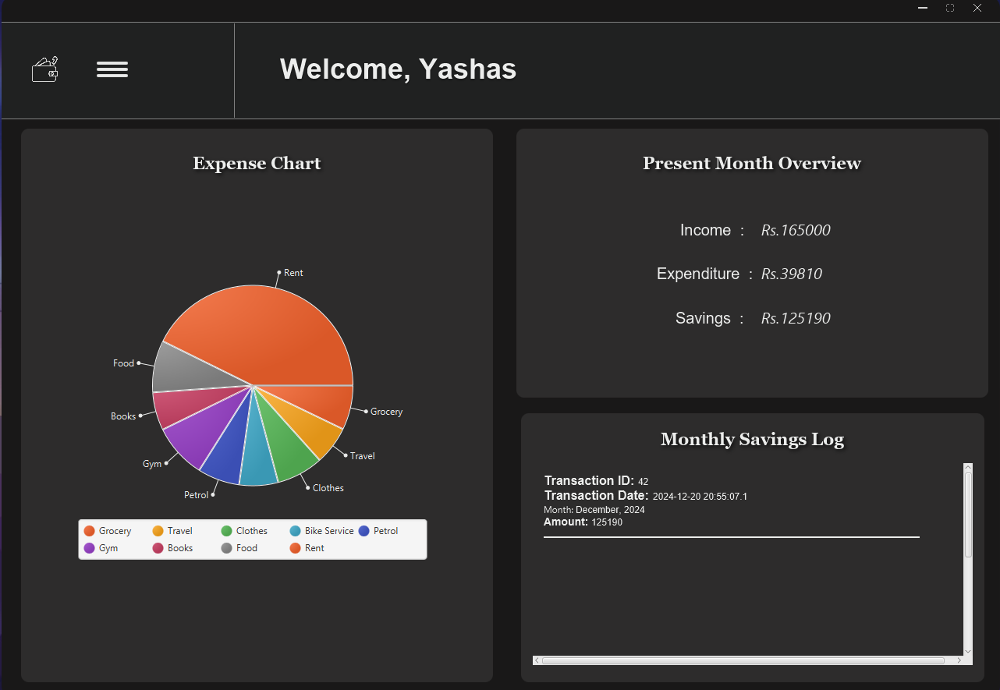 Welcome, Yashas
Expense Chart
Rent
Food
Books
Grocery
Gym
Travel
Petrol
Clothes
Grocery Travel Clothes Bike Service Petrol
Gym Books Food Rent
Present Month Overview
Income : Rs.165000
Expenditure : Rs.39810
Savings : Rs.125190
Monthly Savings Log
Transaction ID: 42
Transaction Date: 2024-12-20 20:55:07.1
Month: December, 2024
Amount: 125190